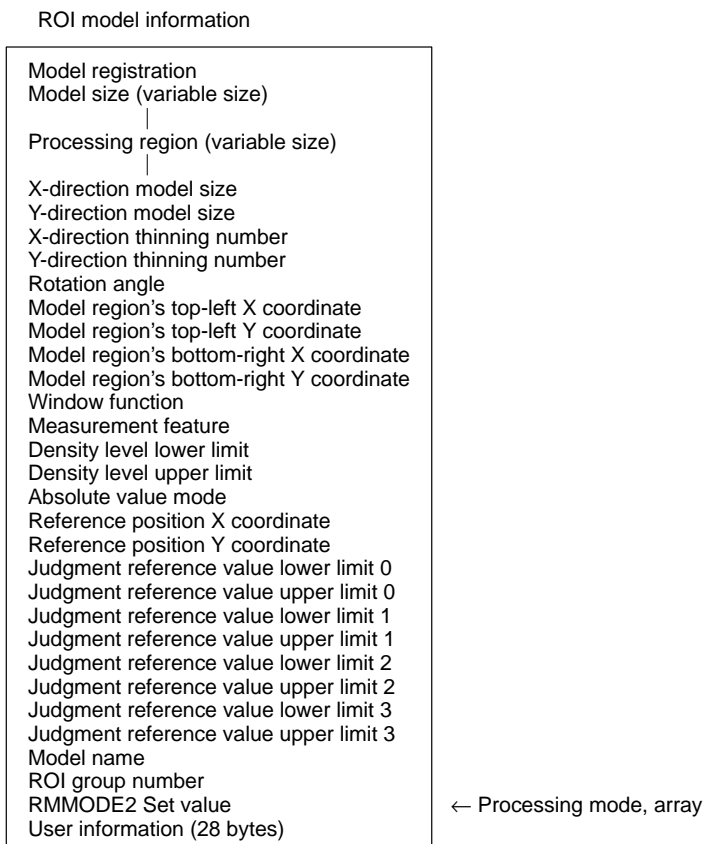 ROI model information
Model registration
Model size (variable size)
Processing region (variable size)
X-direction model size
Y-direction model size
X-direction thinning number
Y-direction thinning number
Rotation angle
Model region’s top-left X coordinate
Model region’s top-left Y coordinate
Model region’s bottom-right X coordinate
Model region’s bottom-right Y coordinate
Window function
Measurement feature
Density level lower limit
Density level upper limit
Absolute value mode
Reference position X coordinate
Reference position Y coordinate
Judgment reference value lower limit 0
Judgment reference value upper limit 0
Judgment reference value lower limit 1
Judgment reference value upper limit 1
Judgment reference value lower limit 2
Judgment reference value upper limit 2
Judgment reference value lower limit 3
Judgment reference value upper limit 3
Model name
ROI group number
RMMODE2 Set value ← Processing mode, array
User information (28 bytes)